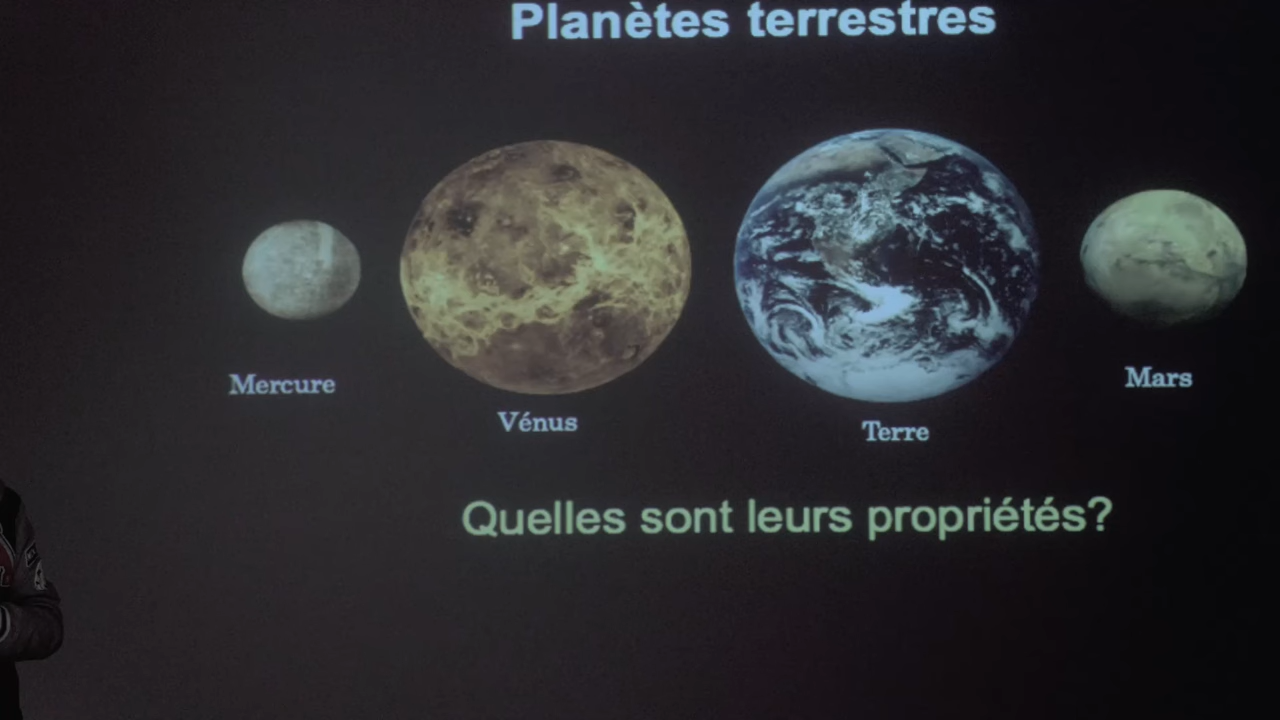 Planètes terrestres
Mercure
Vénus
Terre
Mars
Quelles sont leurs propriétés?